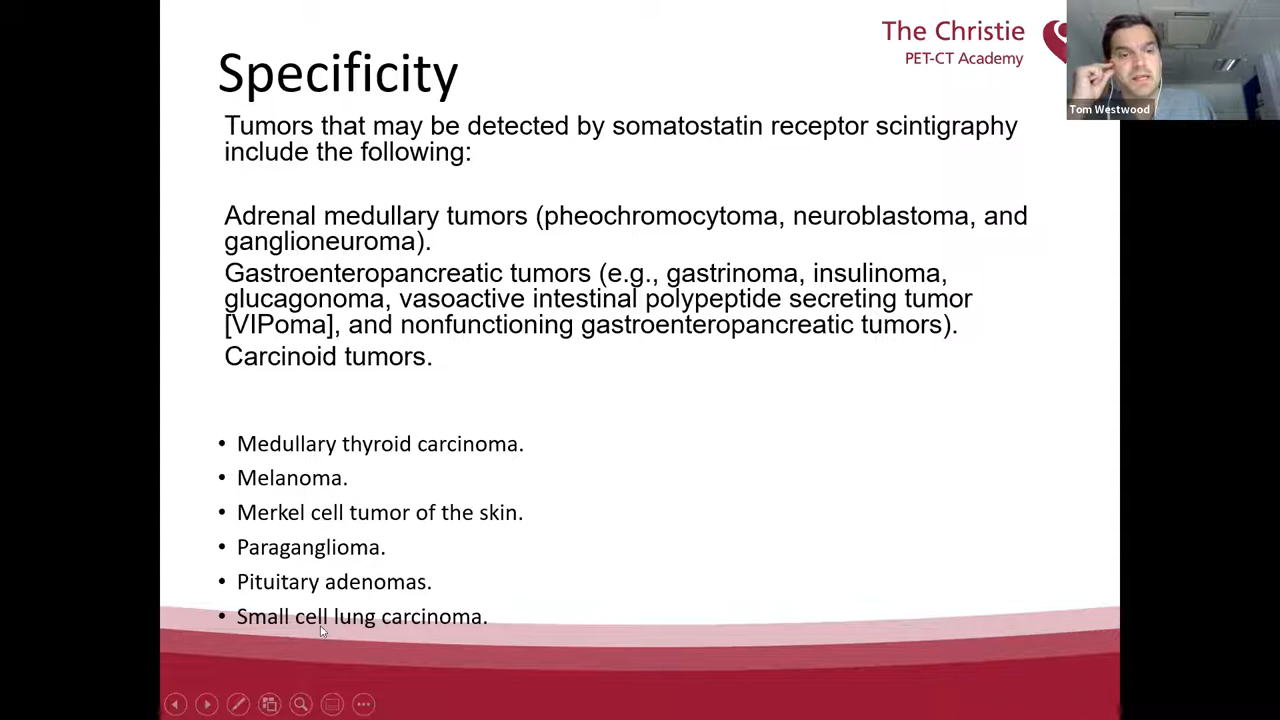 The Christie
PET-CT Academy
Tom Westwood
Specificity
Tumors that may be detected by somatostatin receptor scintigraphy
include the following:
Adrenal medullary tumors (pheochromocytoma, neuroblastoma, and
ganglioneuroma).
Gastroenteropancreatic tumors (e.g., gastrinoma, insulinoma,
glucagonoma, vasoactive intestinal polypeptide secreting tumor
[VIPoma], and nonfunctioning gastroenteropancreatic tumors).
Carcinoid tumors.
• Medullary thyroid carcinoma.
• Melanoma.
• Merkel cell tumor of the skin.
• Paraganglioma.
• Pituitary adenomas.
• Small cell lung carcinoma.